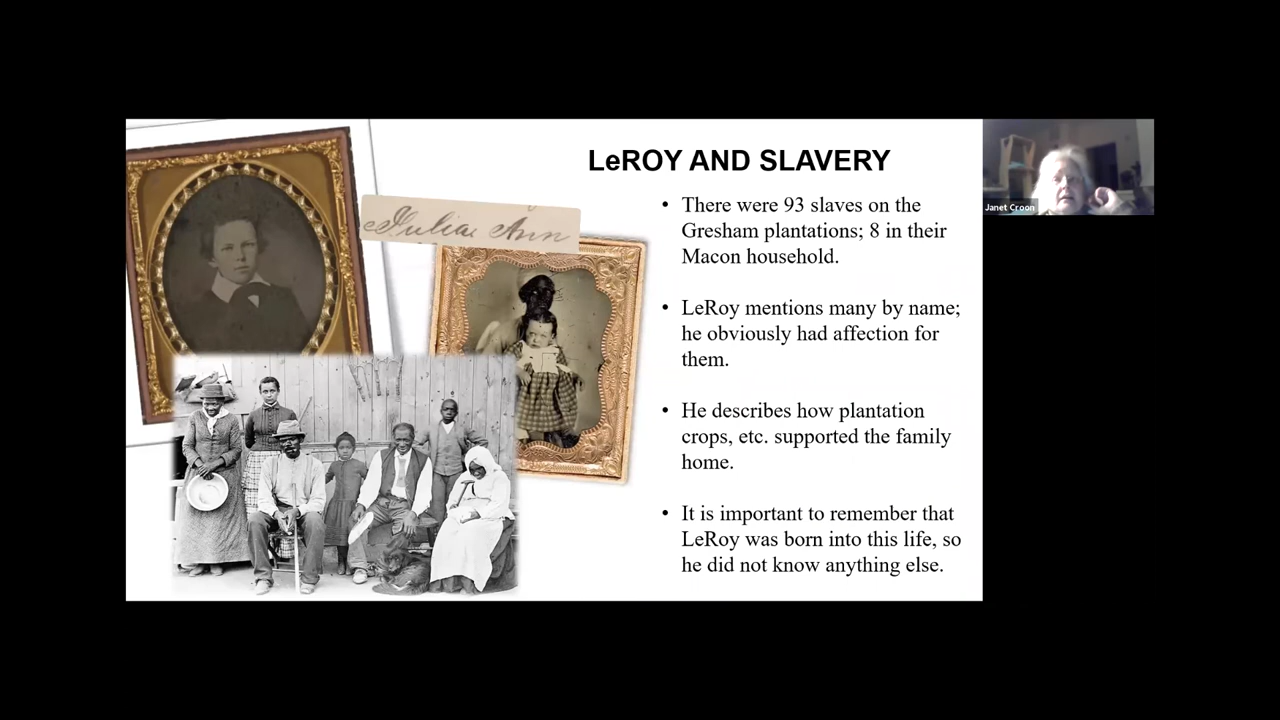 LeROY AND SLAVERY
Julia Ann
• There were 93 slaves on the
Gresham plantations; 8 in their
Macon household.
• LeRoy mentions many by name;
he obviously had affection for
them.
• He describes how plantation
crops, etc. supported the family
home.
• It is important to remember that
LeRoy was born into this life, so
he did not know anything else.
Janet Croon